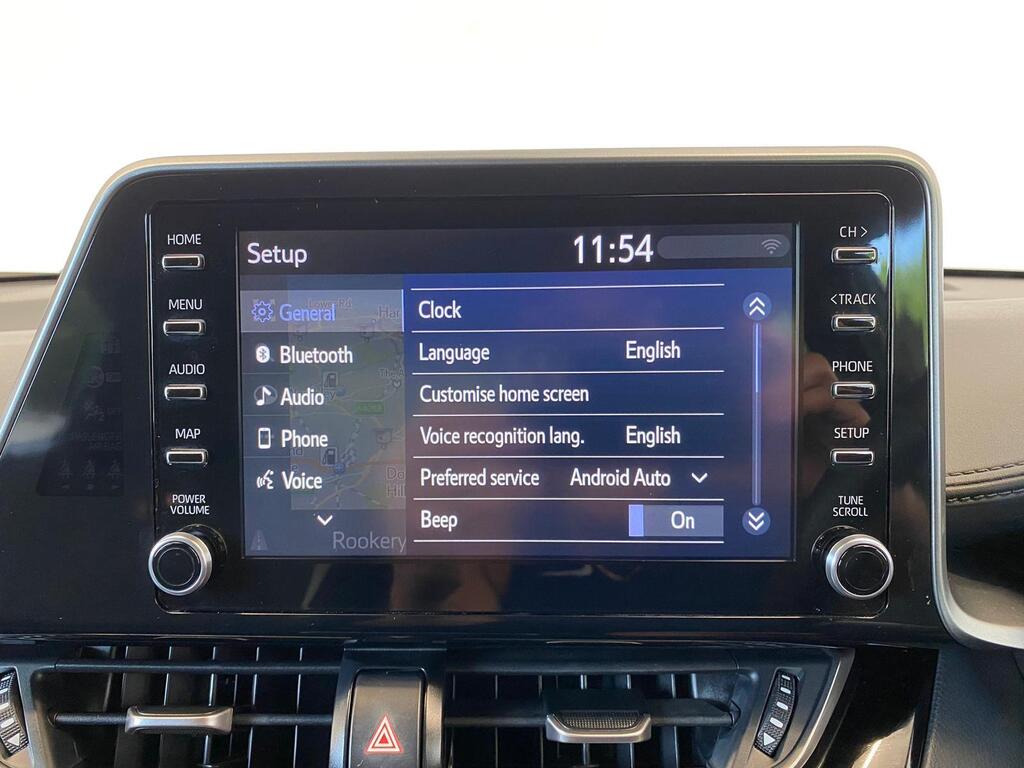 HOME
MENU
AUDIO
MAP
POWER
VOLUME
Setup
11:54
General
Bluetooth
Audio
Phone
Voice
Rookery
Clock
Language English
Customise home screen
Voice recognition lang. English
Preferred service Android Auto
Beep On
CH >
< TRACK
PHONE
SETUP
TUNE
SCROLL